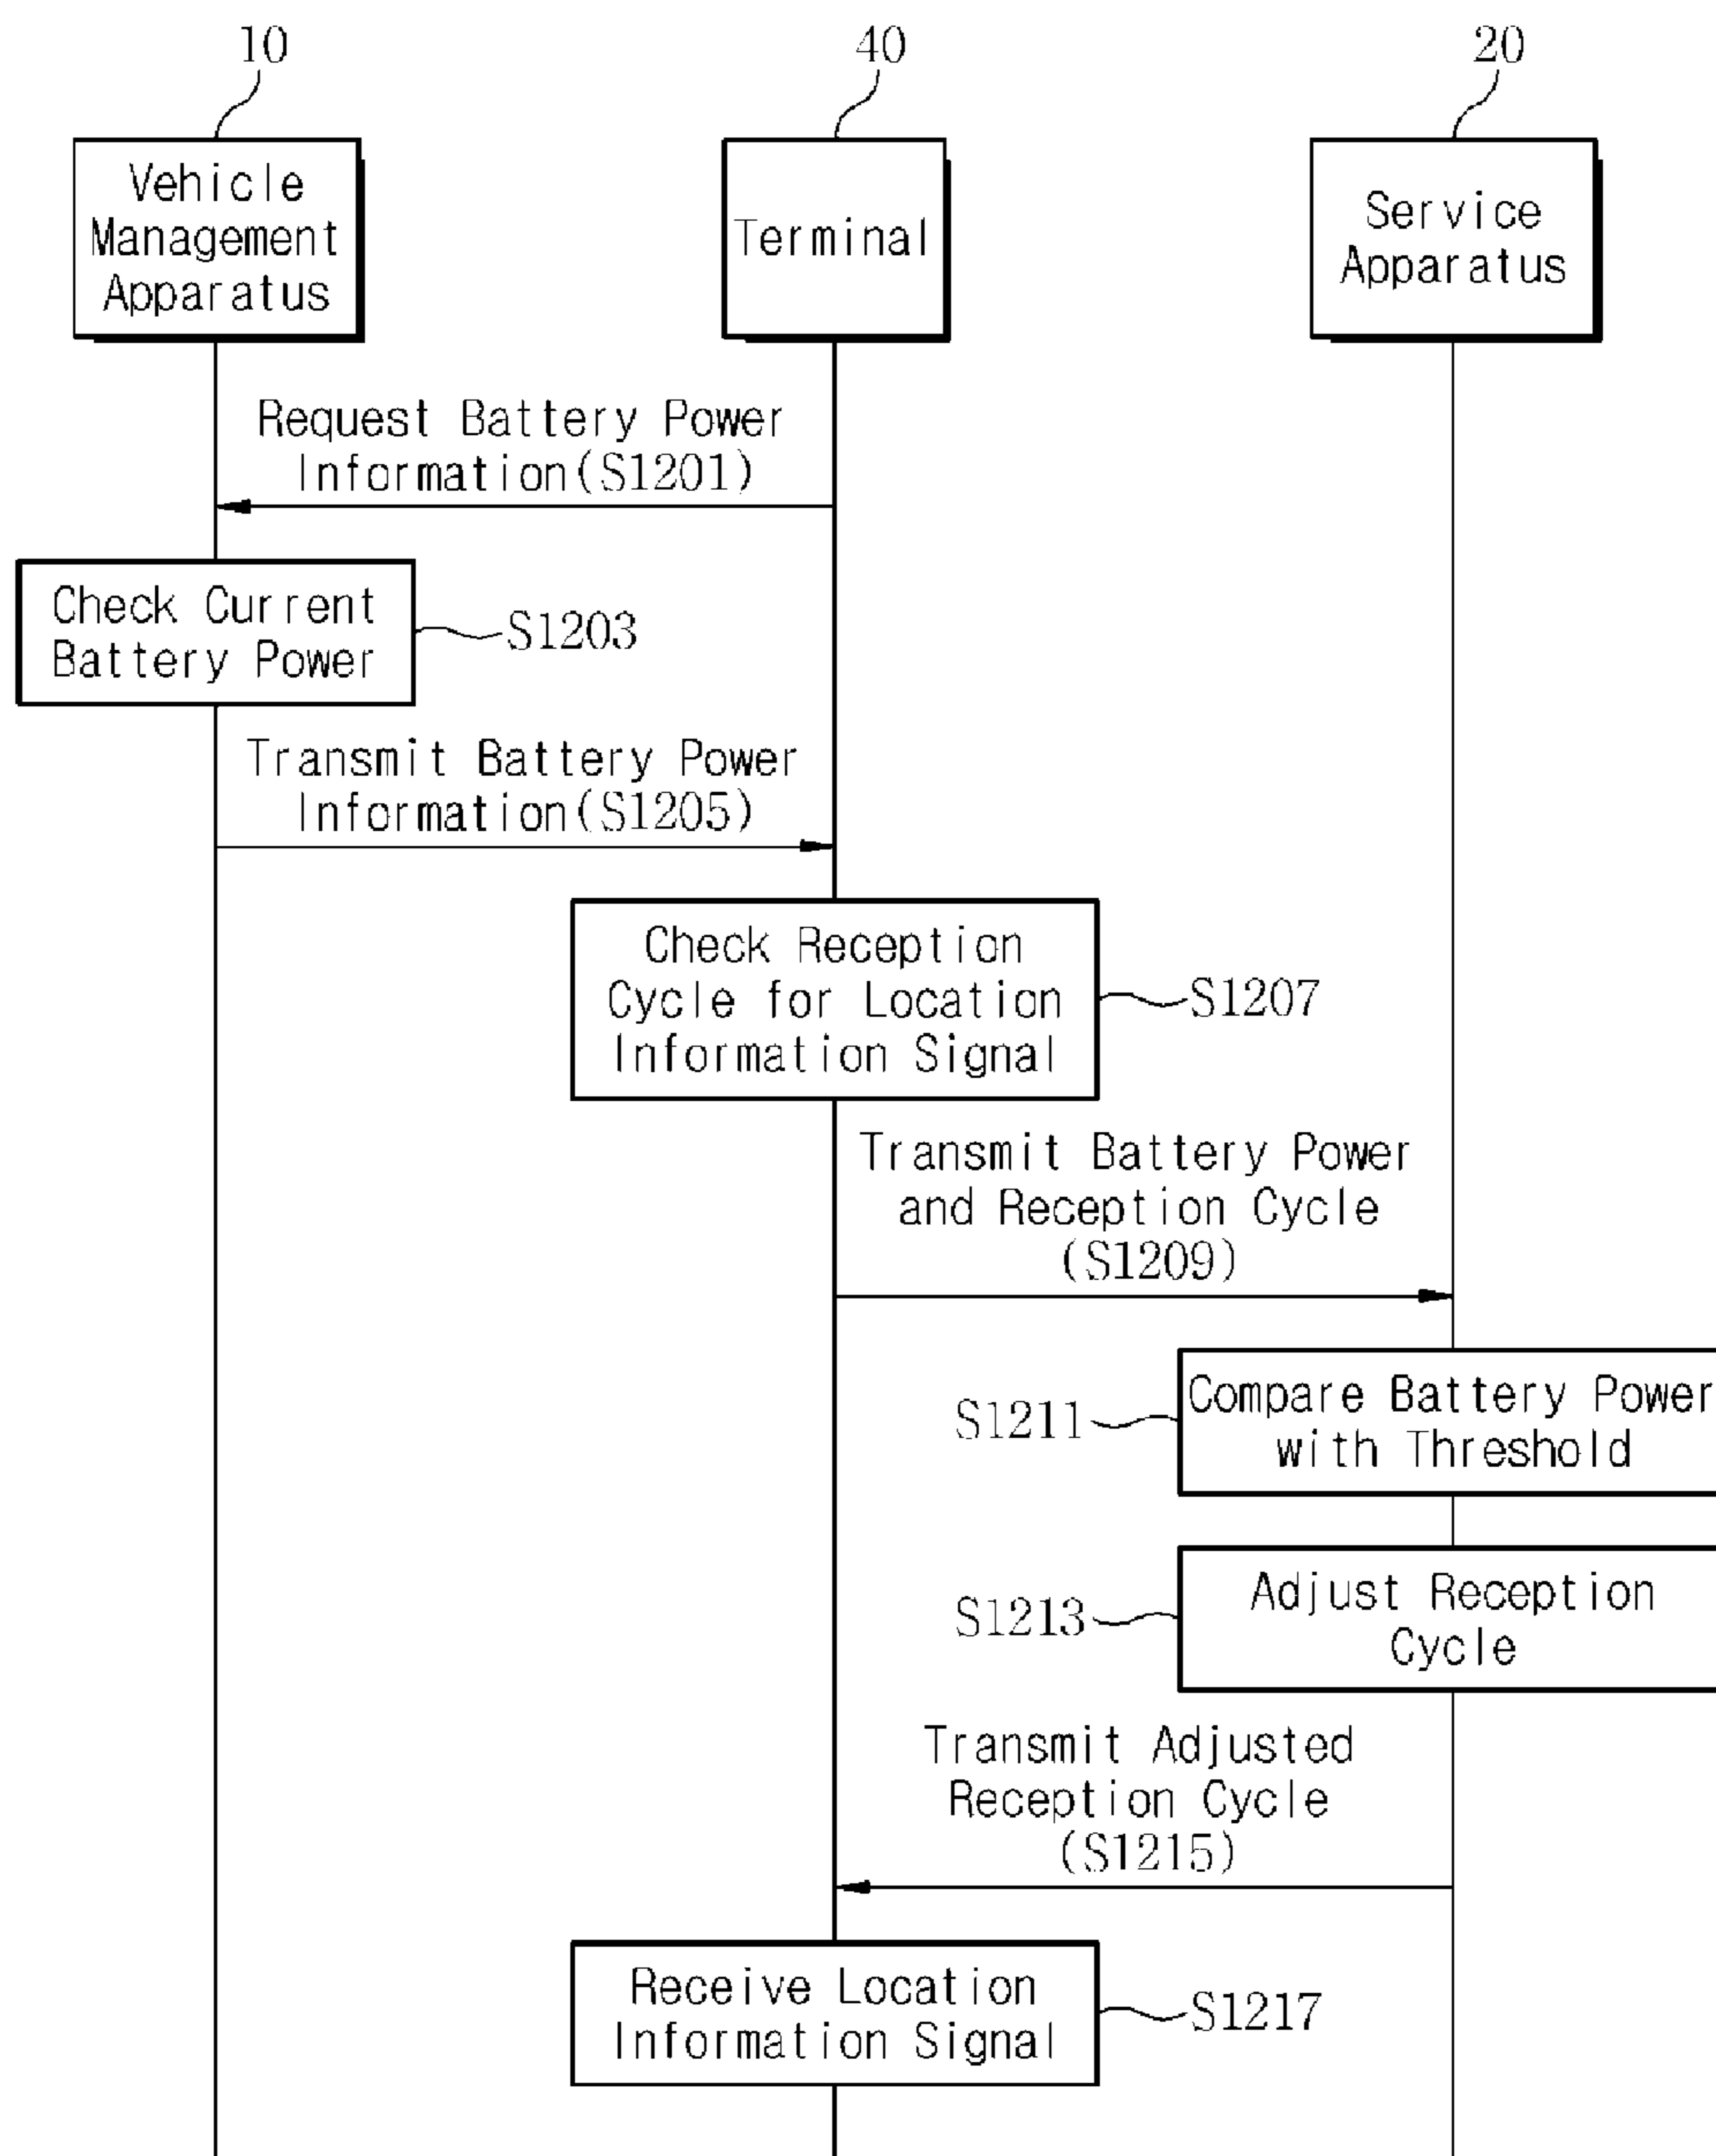 10
40
20
Vehicle
Management
Apparatus
Terminal
Service
Apparatus
Request Battery Power
Information(S1201)
Check Current
Battery Power
S1203
Transmit Battery Power
Information(S1205)
Check Reception
Cycle for Location
Information Signal
S1207
Transmit Battery Power
and Reception Cycle
(S1209)
S1211
Compare Battery Power
with Threshold
S1213
Adjust Reception
Cycle
Transmit Adjusted
Reception Cycle
(S1215)
Receive Location
Information Signal
S1217